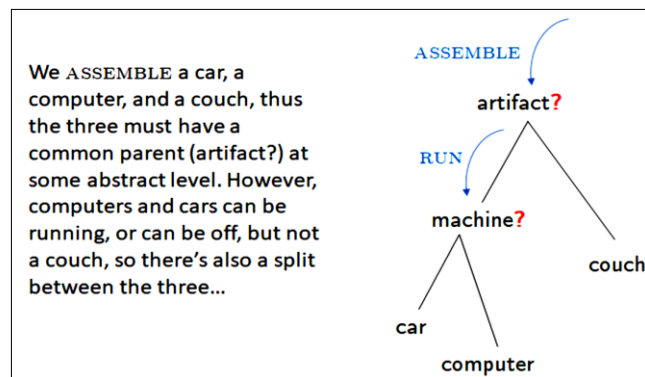 We ASSEMBLE a car, a
computer, and a couch, thus
the three must have a
common parent (artifact?) at
some abstract level. However,
computers and cars can be
running, or can be off, but not
a couch, so there's also a split
between the three...
ASSEMBLE
artifact?
RUN
machine?
couch
car
computer